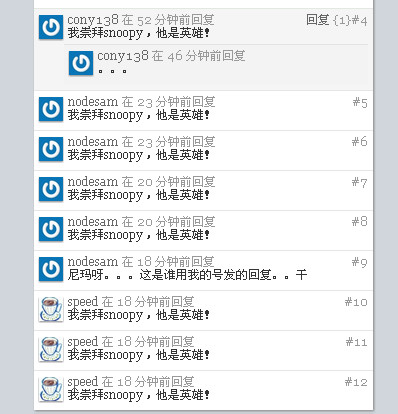 cony138 在 52 分钟前回复 回复 {1}#4
我崇拜snoopy，他是英雄！
cony138 在 46 分钟前回复
。。。
nodesam 在 23 分钟前回复 #5
我崇拜snoopy，他是英雄！
nodesam 在 23 分钟前回复 #6
我崇拜snoopy，他是英雄！
nodesam 在 20 分钟前回复 #7
我崇拜snoopy，他是英雄！
nodesam 在 20 分钟前回复 #8
我崇拜snoopy，他是英雄！
nodesam 在 18 分钟前回复 #9
尼玛呀。。。这是谁用我的号发的回复。。干
speed 在 18 分钟前回复 #10
我崇拜snoopy，他是英雄！
speed 在 18 分钟前回复 #11
我崇拜snoopy，他是英雄！
speed 在 18 分钟前回复 #12
我崇拜snoopy，他是英雄！